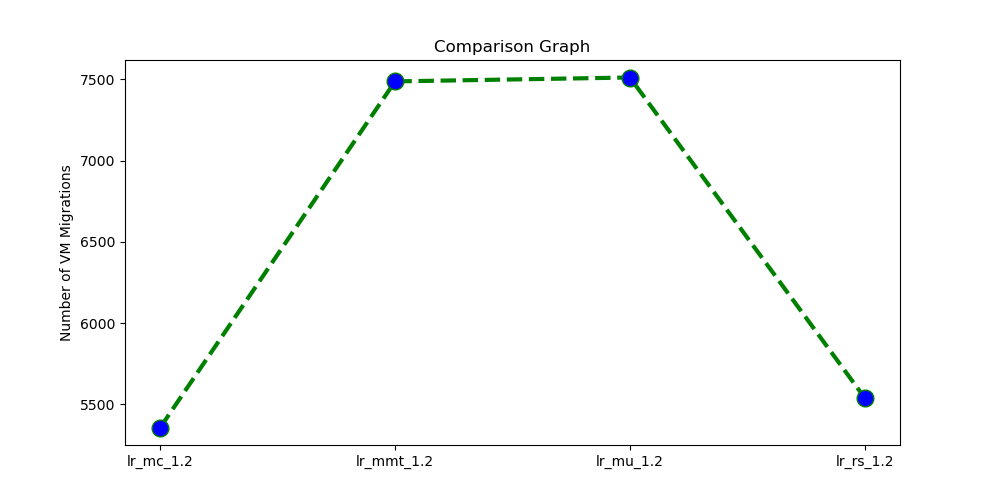 Comparison Graph
Number of VM Migrations
7500
7000
6500
6000
5500
lr_mc_1.2 lr_mmt_1.2 lr_mu_1.2 lr_rs_1.2